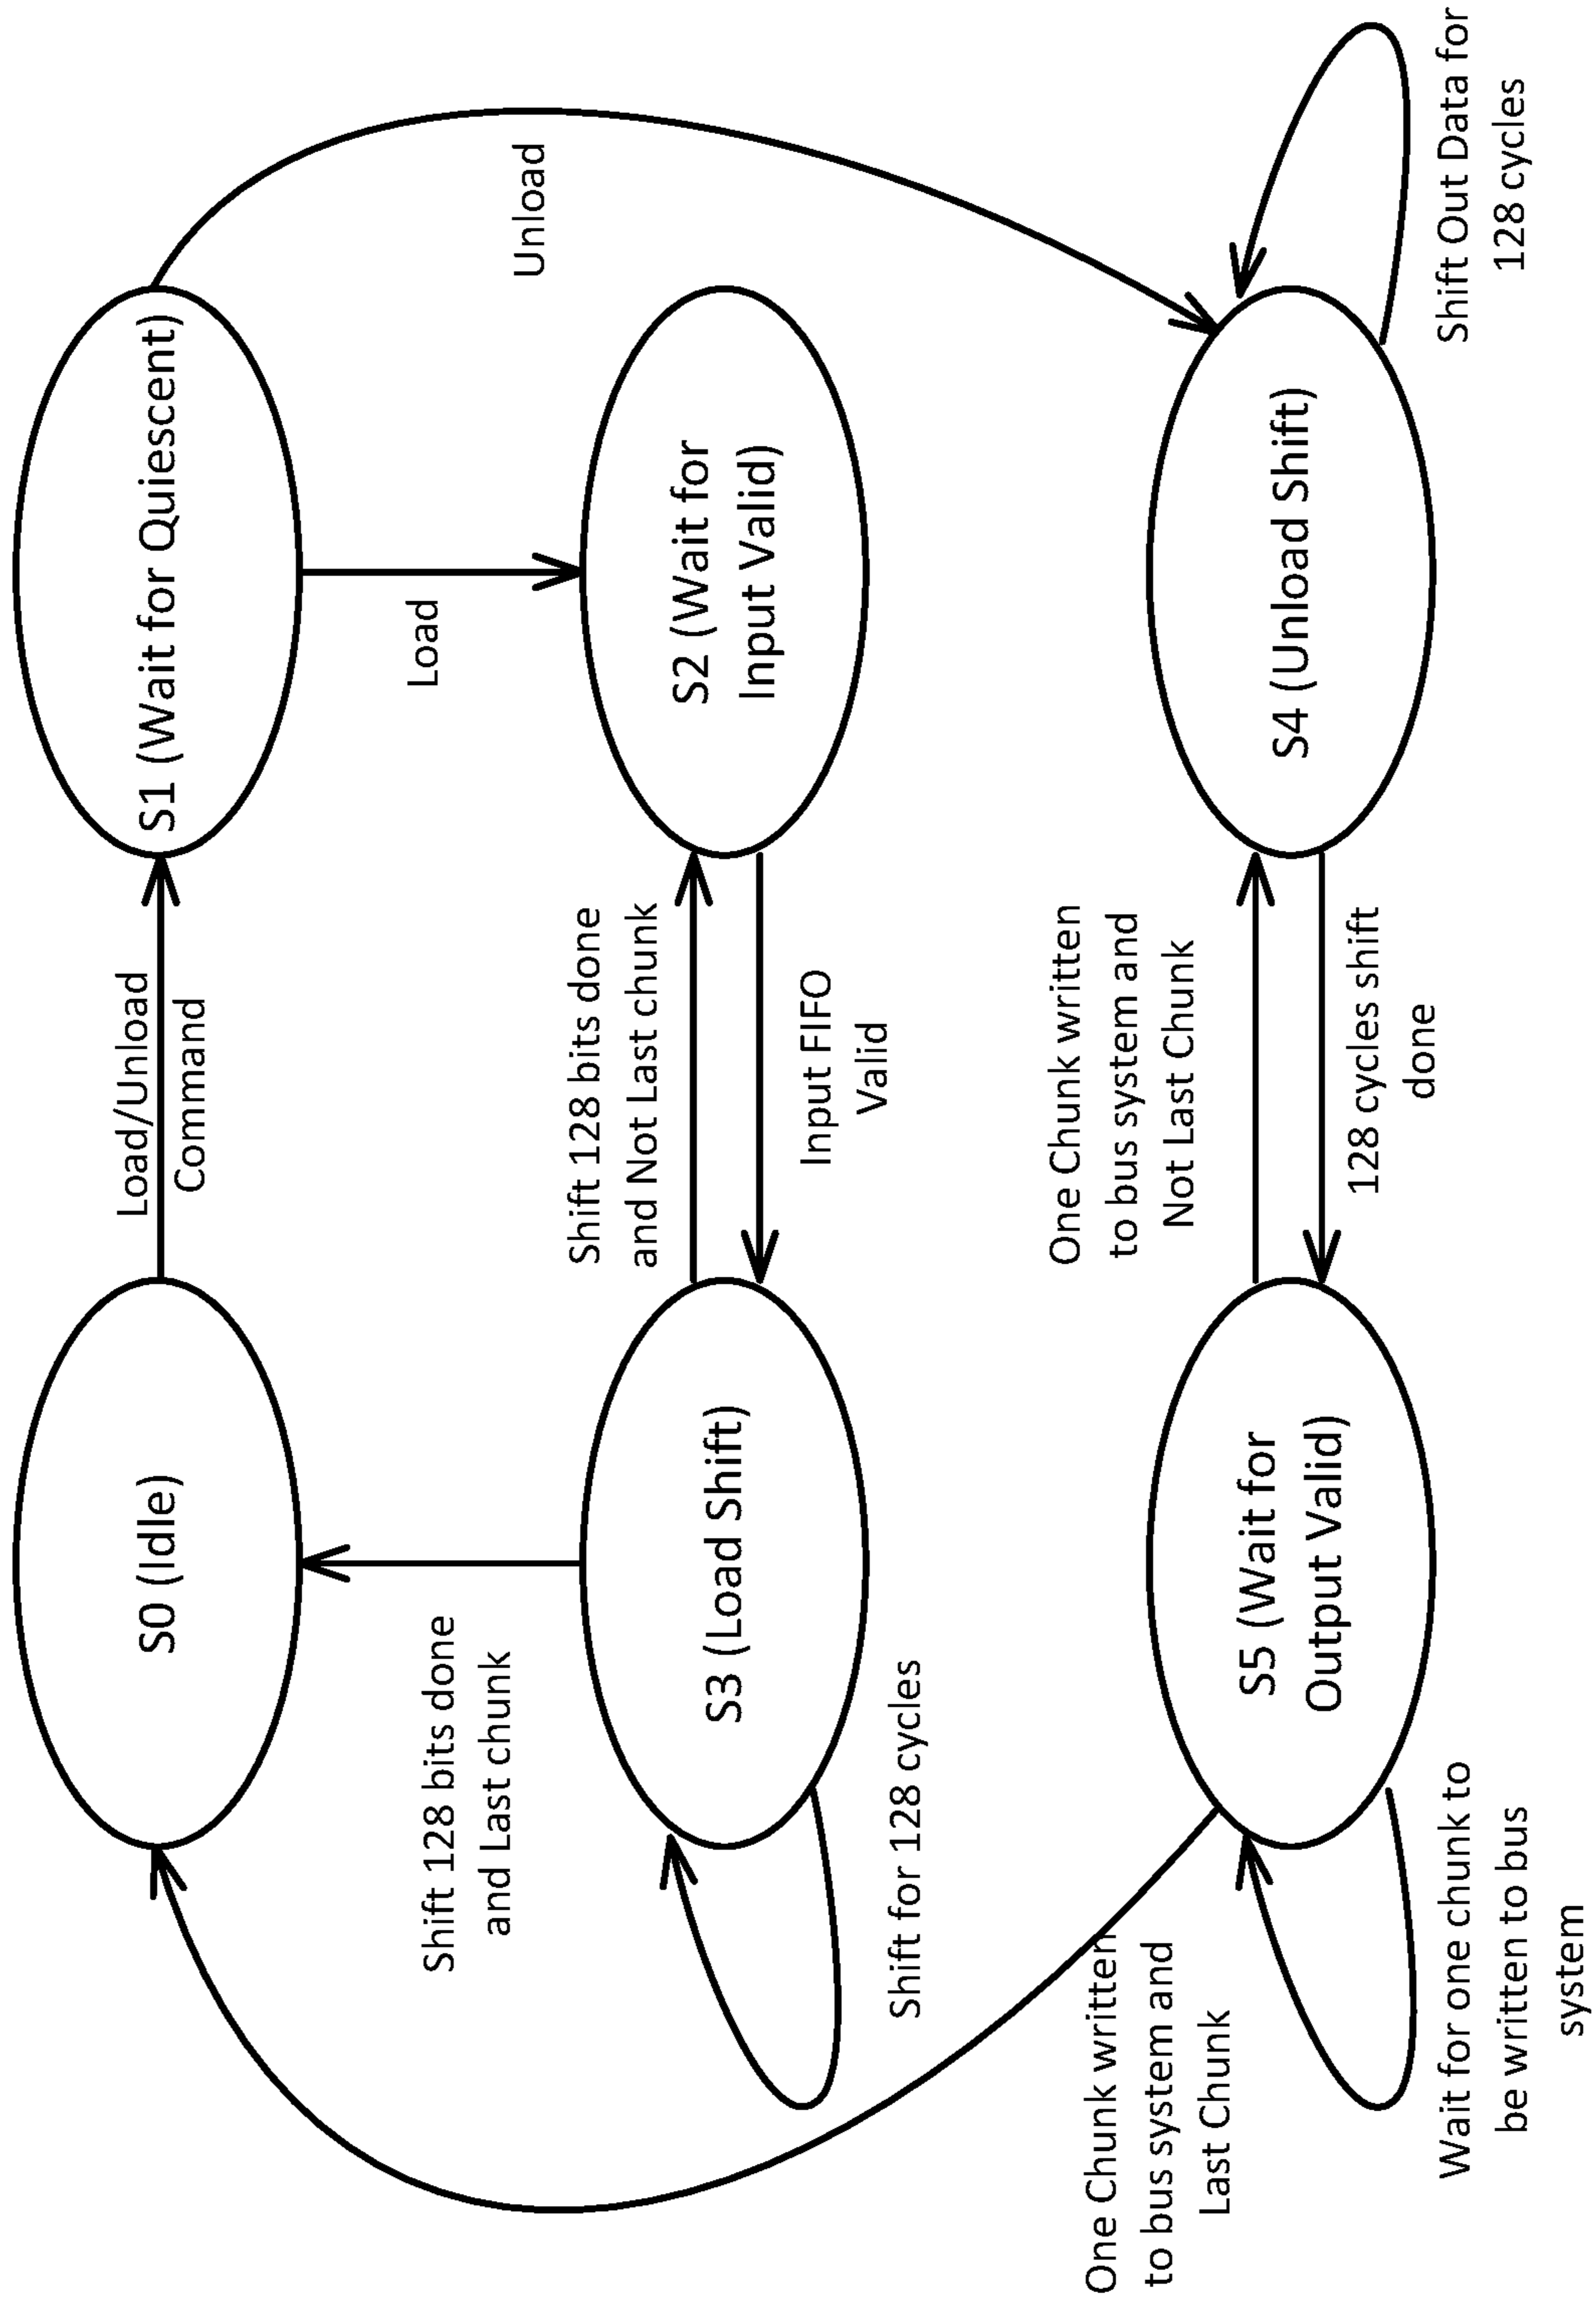 S0 (Idle)
Load/Unload
Command
S1 (Wait for Quiescent)
Shift 128 bits done
and Last chunk
Load
Unload
S3 (Load Shift)
Shift 128 bits done
and Not Last chunk
Input FIFO
Valid
S2 (Wait for
Input Valid)
Shift for 128 cycles
One Chunk written
to bus system and
Last Chunk
S5 (Wait for
Output Valid)
One Chunk written
to bus system and
Not Last Chunk
128 cycles shift
done
S4 (Unload Shift)
Wait for one chunk to
be written to bus
system
Shift Out Data for
128 cycles